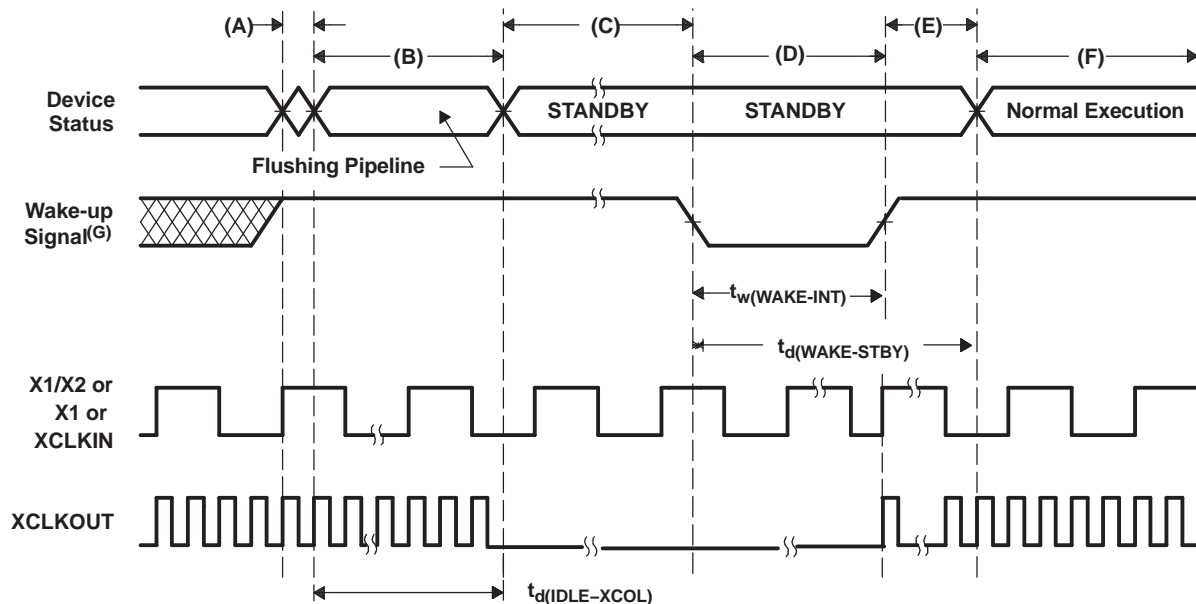 (A)
(C)
(E)
(B)
(D)
(F)
Device
Status
STANDBY
STANDBY
Normal Execution
Flushing Pipeline
Wake-up
Signal(G)
tw(WAKE-INT)
td(WAKE-STBY)
X1/X2 or
X1 or
XCLKIN
XCLKOUT
td(IDLE–XCOL)